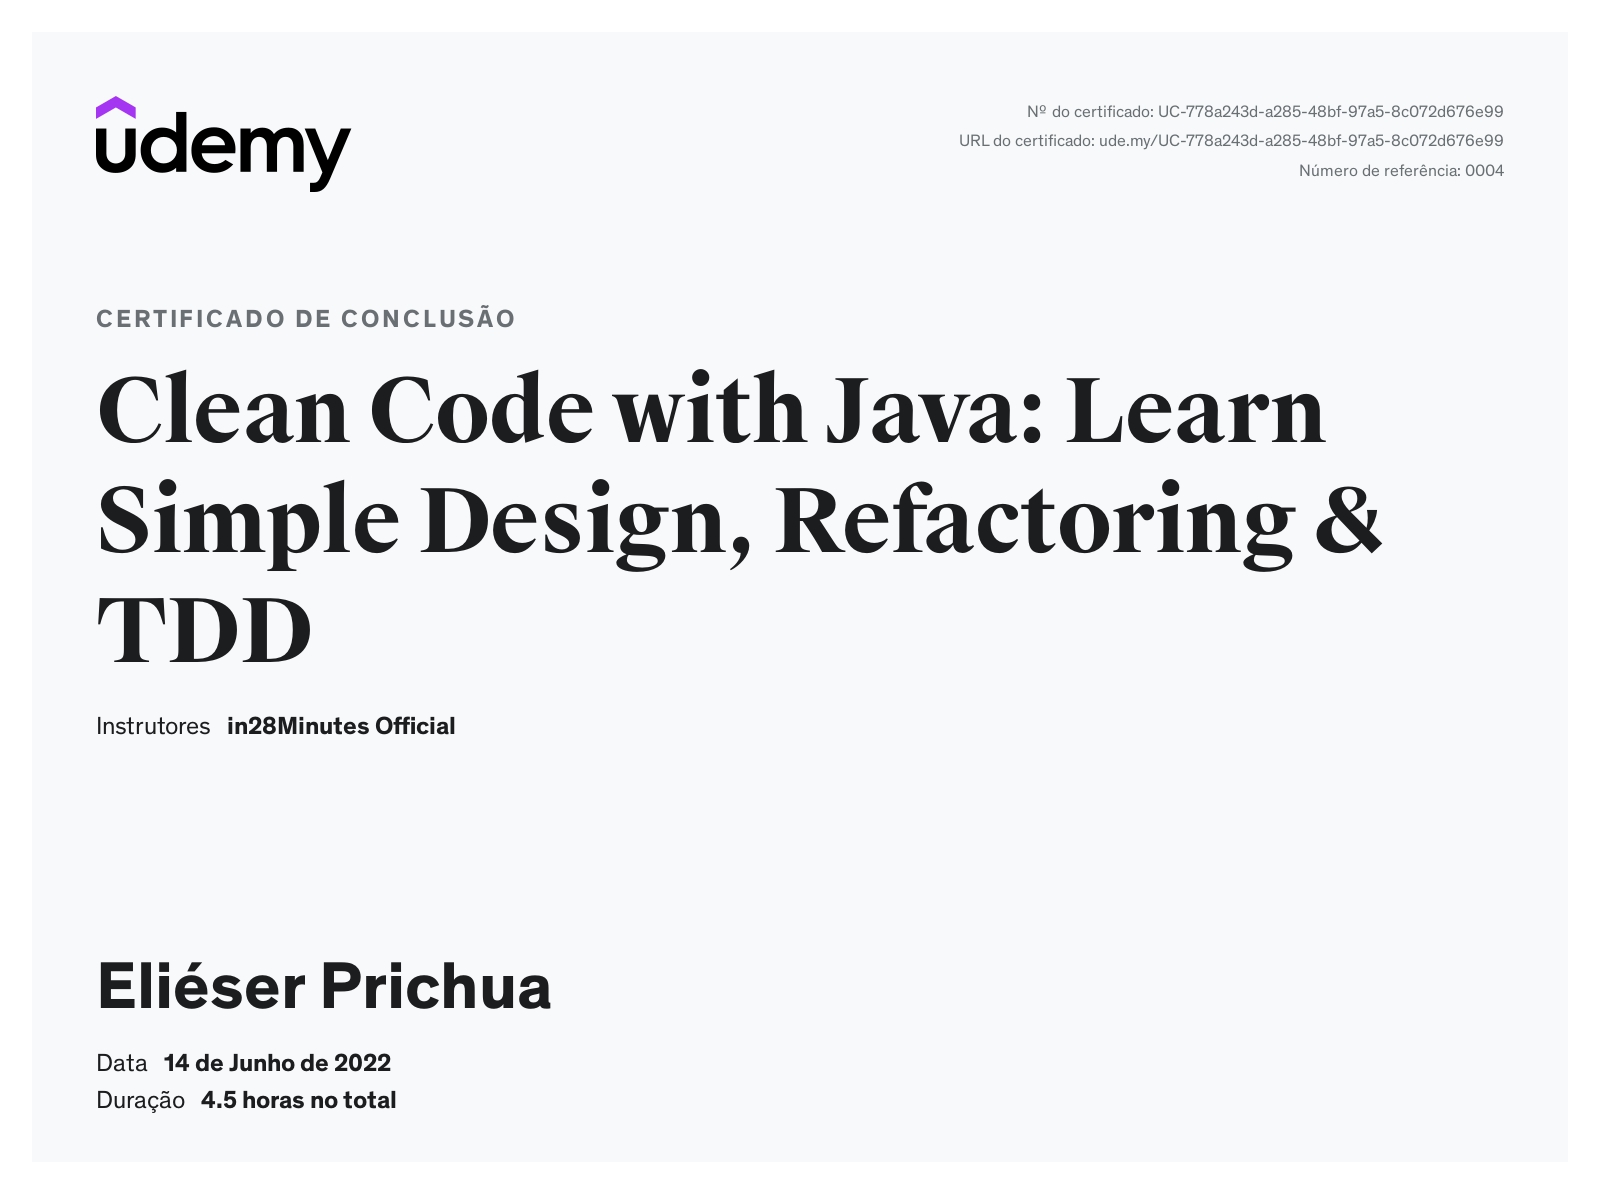 udemy
Nº do certificado: UC-778a243d-a285-48bf-97a5-8c072d676e99
URL do certificado: ude.my/UC-778a243d-a285-48bf-97a5-8c072d676e99
Número de referência: 0004
CERTIFICADO DE CONCLUSÃO
Clean Code with Java: Learn
Simple Design, Refactoring &
TDD
Instrutores in28Minutes Official
Eliéser Prichua
Data 14 de Junho de 2022
Duração 4.5 horas no total